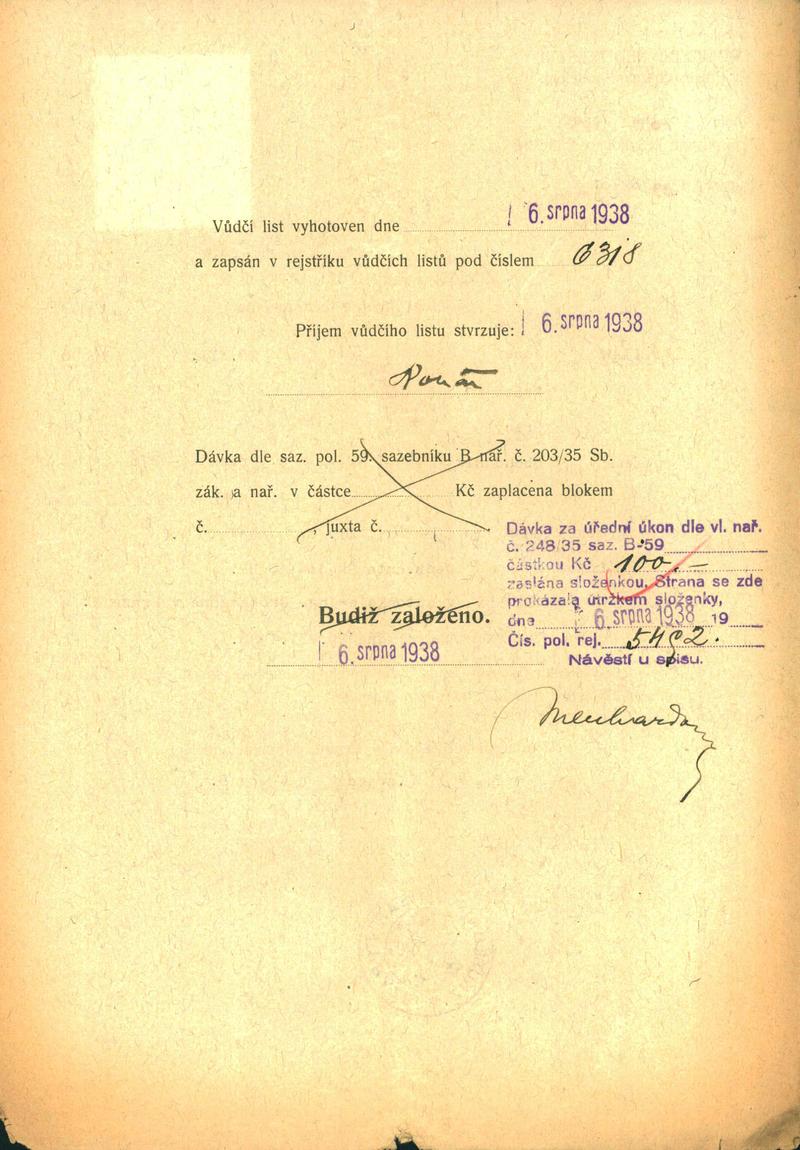 Vůdčí list vyhotoven dne 6. srpna 1938
a zapsán v rejstříku vůdčích listů pod číslem 6318
Příjem vůdčího listu stvrzuje: 6. srpna 1938
Dávka dle saz. pol. 59. sazebníku B nař. č. 203/35 Sb.
zák. a nař. v částce Kč zaplacena blokem
č. , juxta č.
Dávka za úřední úkon dle vl. nař.
č. 248/35 saz. B-59
částkou Kč 100.—
zaslána složenkou, Strana se zde
prokázala útržkem složenky,
dne 6. srpna 1938 19
Čís. pol. rej. 5492.
Návěstí u spisu.
Budiž založeno.
6. srpna 1938